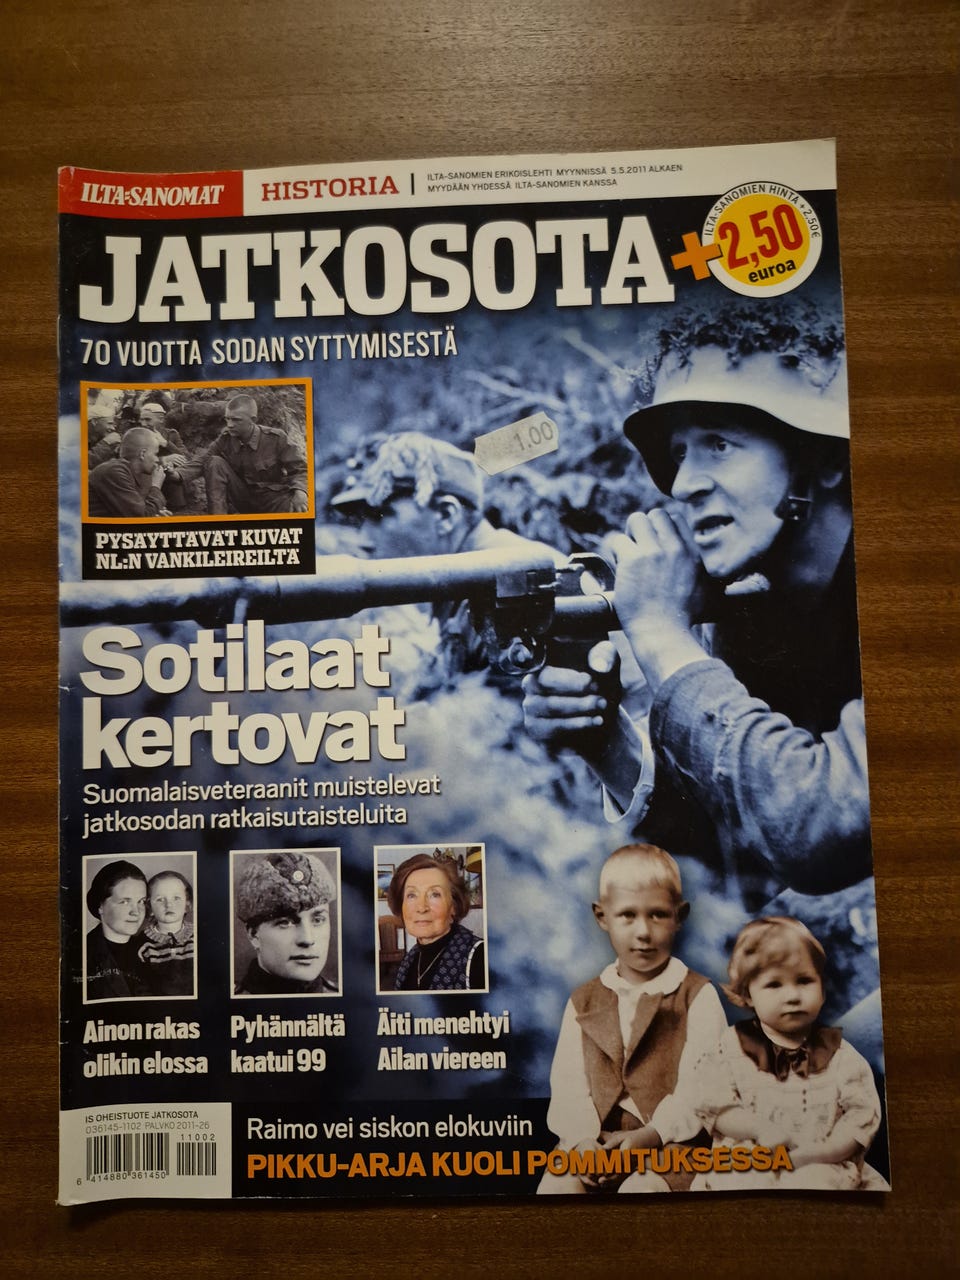 ILTA-SANOMAT
HISTORIA
ILTA-SANOMIEN ERIKOISLEHTI MYYNNISSÄ 5.5.2011 ALKAEN
MYYDÄÄN YHDESSÄ ILTA-SANOMIEN KANSSA
ILTA-SANOMIEN HINTA + 2,50€
+2,50
euroa
JATKOSOTA
70 VUOTTA SODAN SYTTYMISESTÄ
1.00
PYSÄYTTÄVÄT KUVAT
NL:N VANKILEIREILTÄ
Sotilaat
kertovat
Suomalaisveteraanit muistelevat
jatkosodan ratkaisutaisteluita
Ainon rakas
olikin elossa
Pyhännältä
kaatui 99
Äiti menehtyi
Ailan viereen
IS OHEISTUOTE JATKOSOTA
036145-1102 PALVKO 2011-26
11002
6 414880 361450
Raimo vei siskon elokuviin
PIKKU-ARJA KUOLI POMMITUKSESSA